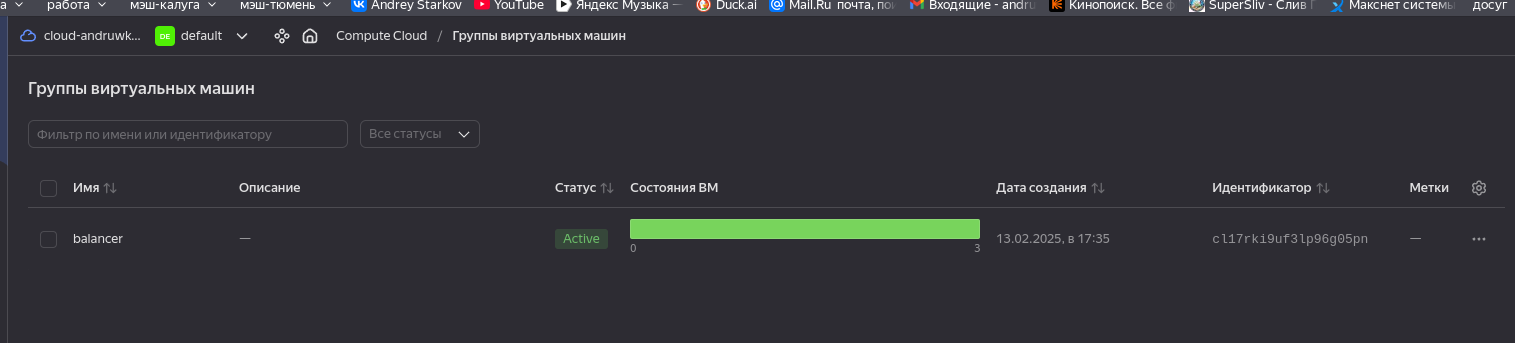 а работа мэш-калуга мэш-тюмень Andrey Starkov YouTube Яндекс Музыка — Duck.ai Mail.Ru почта, пои Входящие - andru Кинопоиск. Все ф SuperSliv - Слив Макснет системы досуг
cloud-andruwk... DE default Compute Cloud / Группы виртуальных машин
Группы виртуальных машин
Фильтр по имени или идентификатору Все статусы
Имя Описание Статус Состояния ВМ Дата создания Идентификатор Метки
balancer — Active 13.02.2025, в 17:35 cl17rki9uf3lp96g05pn — ...
0 3